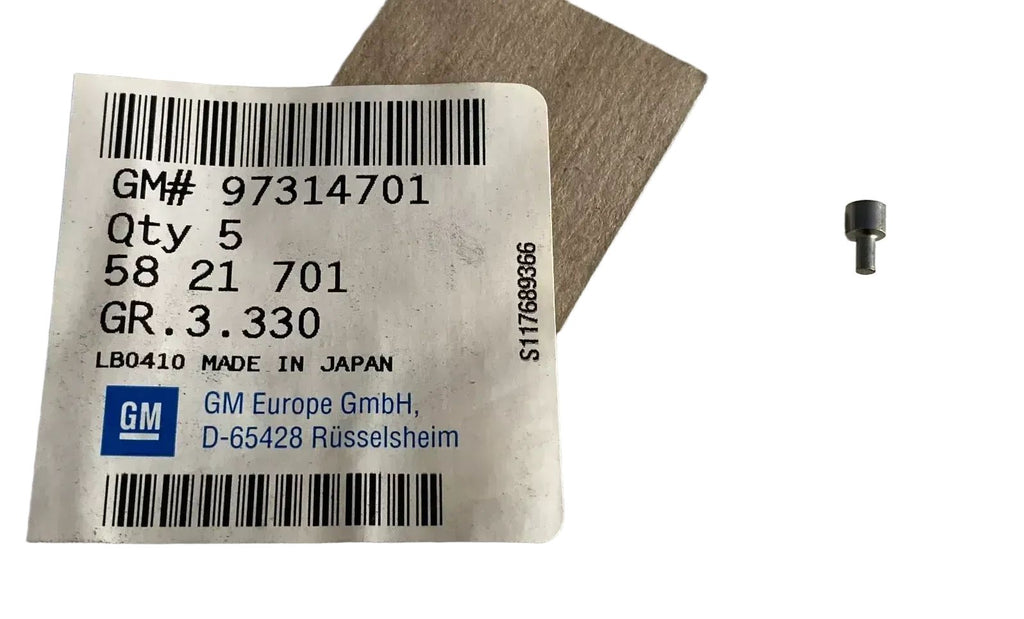 GM# 97314701
Qty 5
58 21 701
GR.3.330
LB0410 MADE IN JAPAN
GM
GM Europe GmbH,
D-65428 Rüsselsheim
S117689366